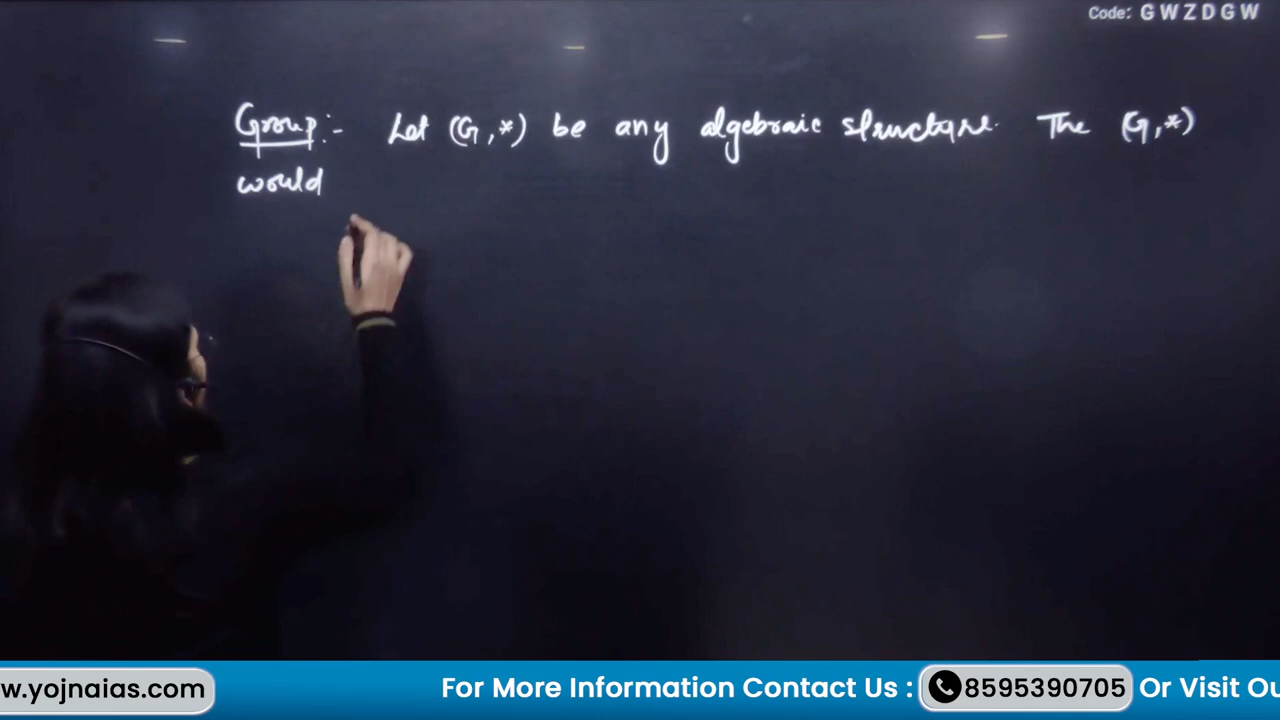 Code: GWZDGW
Group:- Let (G,*) be any algebraic structure. The (G,*)
would
w.yojnaias.com For More Information Contact Us : 8595390705 Or Visit Ou